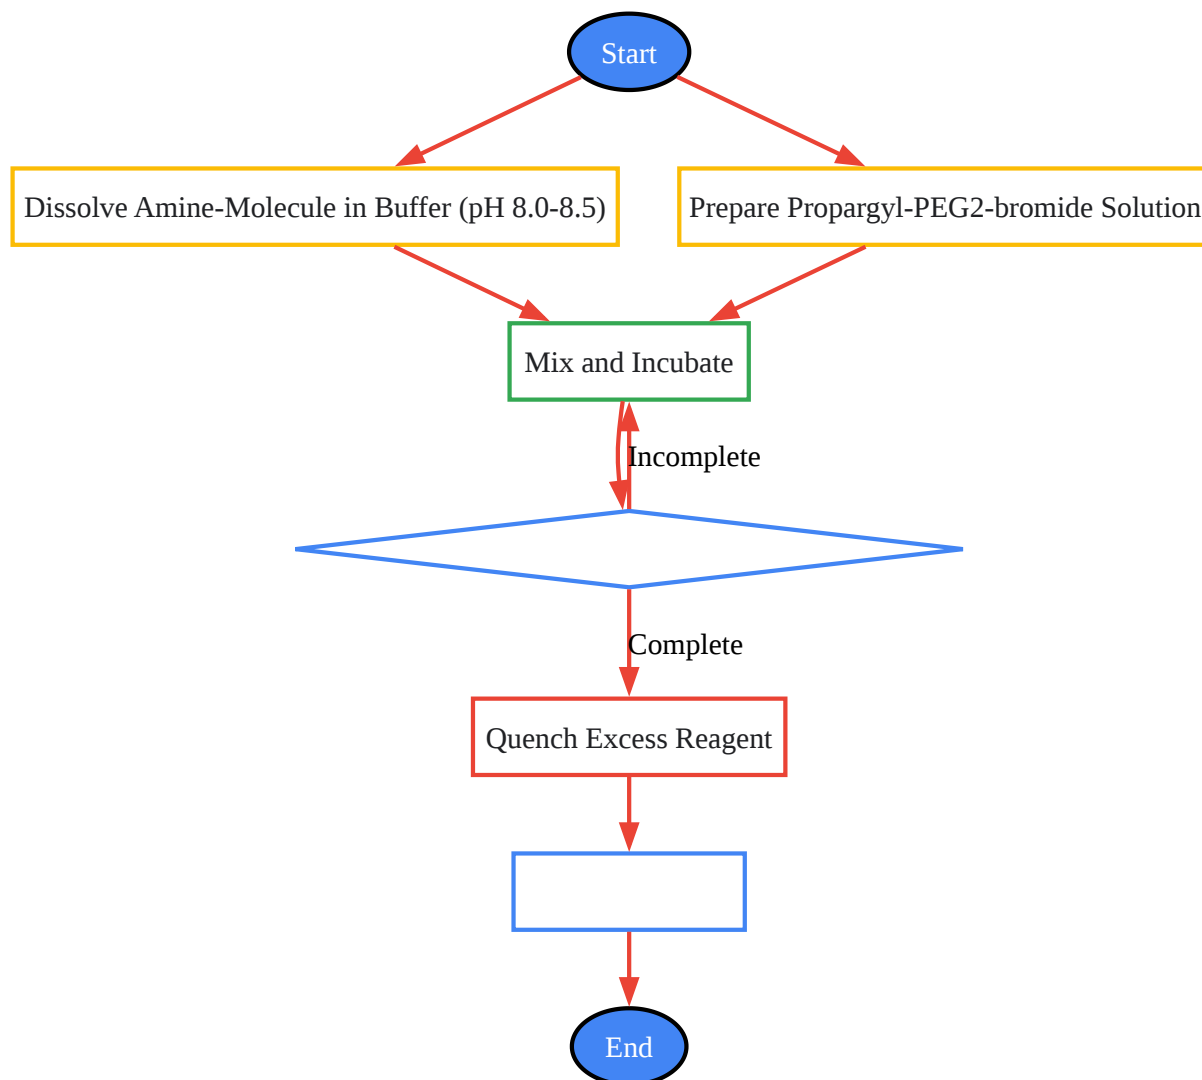 Start
Dissolve Amine-Molecule in Buffer (pH 8.0-8.5)
Prepare Propargyl-PEG2-bromide Solution
Mix and Incubate
Incomplete
Complete
Quench Excess Reagent
End